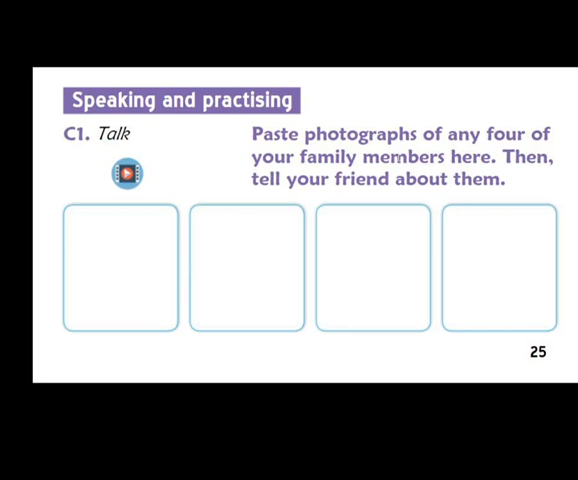 Speaking and practising
C1. Talk
Paste photographs of any four of
your family members here. Then,
tell your friend about them.
25